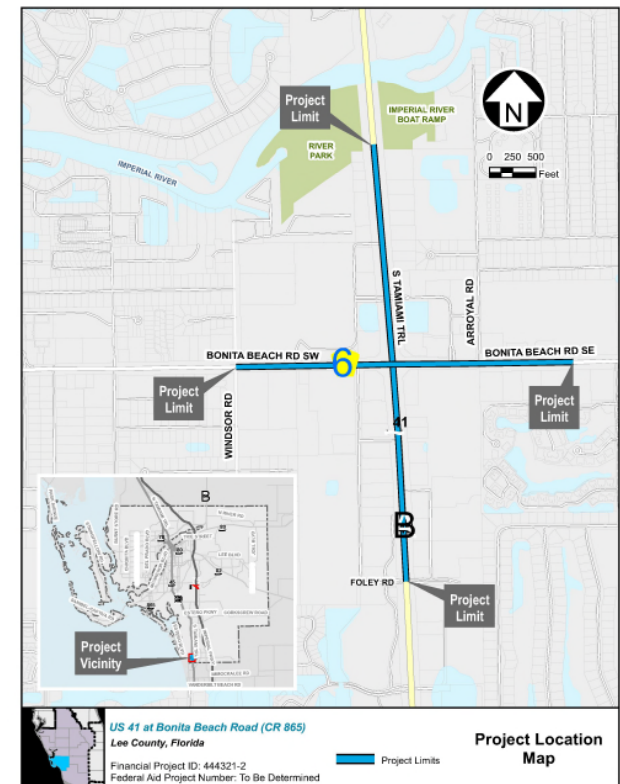 Project
Limit
IMPERIAL RIVER
BOAT RAMP
N
RIVER
PARK
0 250 500
Feet
IMPERIAL RIVER
S TAMIAMI TRL
ARROYAL RD
BONITA BEACH RD SW
6
BONITA BEACH RD SE
Project
Limit
Project
Limit
WINDSOR RD
41
B
B
FOLEY RD
Project
Limit
Project
Vicinity
US 41 at Bonita Beach Road (CR 865)
Lee County, Florida
Financial Project ID: 444321-2
Federal Aid Project Number: To Be Determined
Project Limits
Project Location
Map